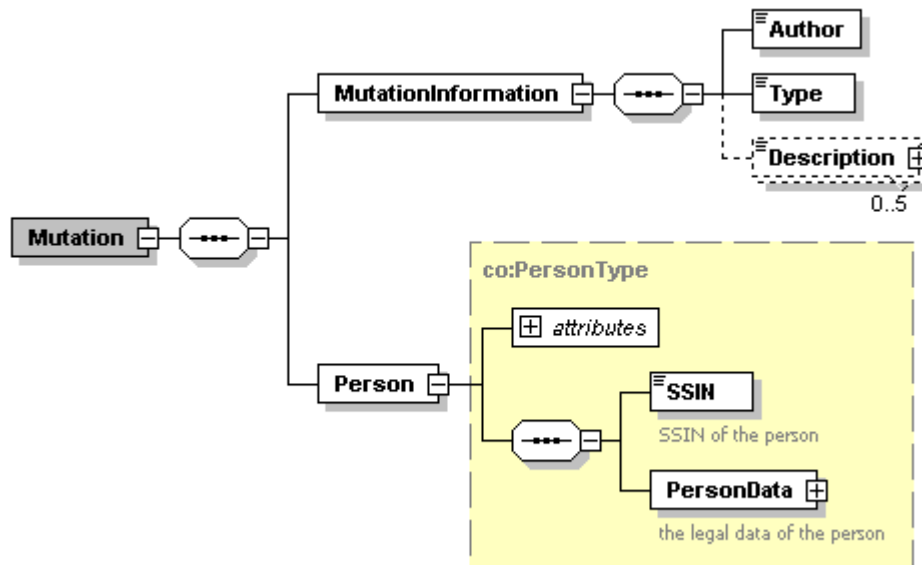 Author
MutationInformation
Type
Description
0..5
Mutation
co:PersonType
attributes
Person
SSIN
SSIN of the person
PersonData
the legal data of the person